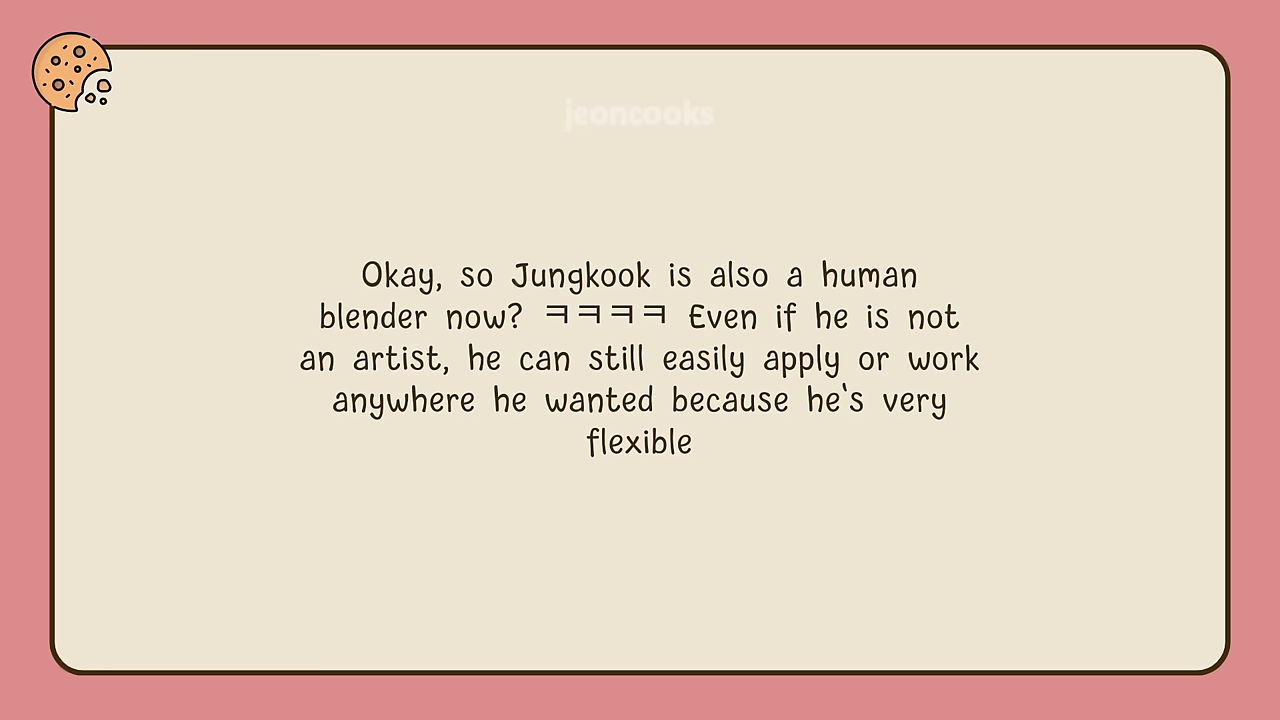 jeoncooks
Okay, so Jungkook is also a human
blender now? ㅋㅋㅋㅋ Even if he is not
an artist, he can still easily apply or work
anywhere he wanted because he's very
flexible